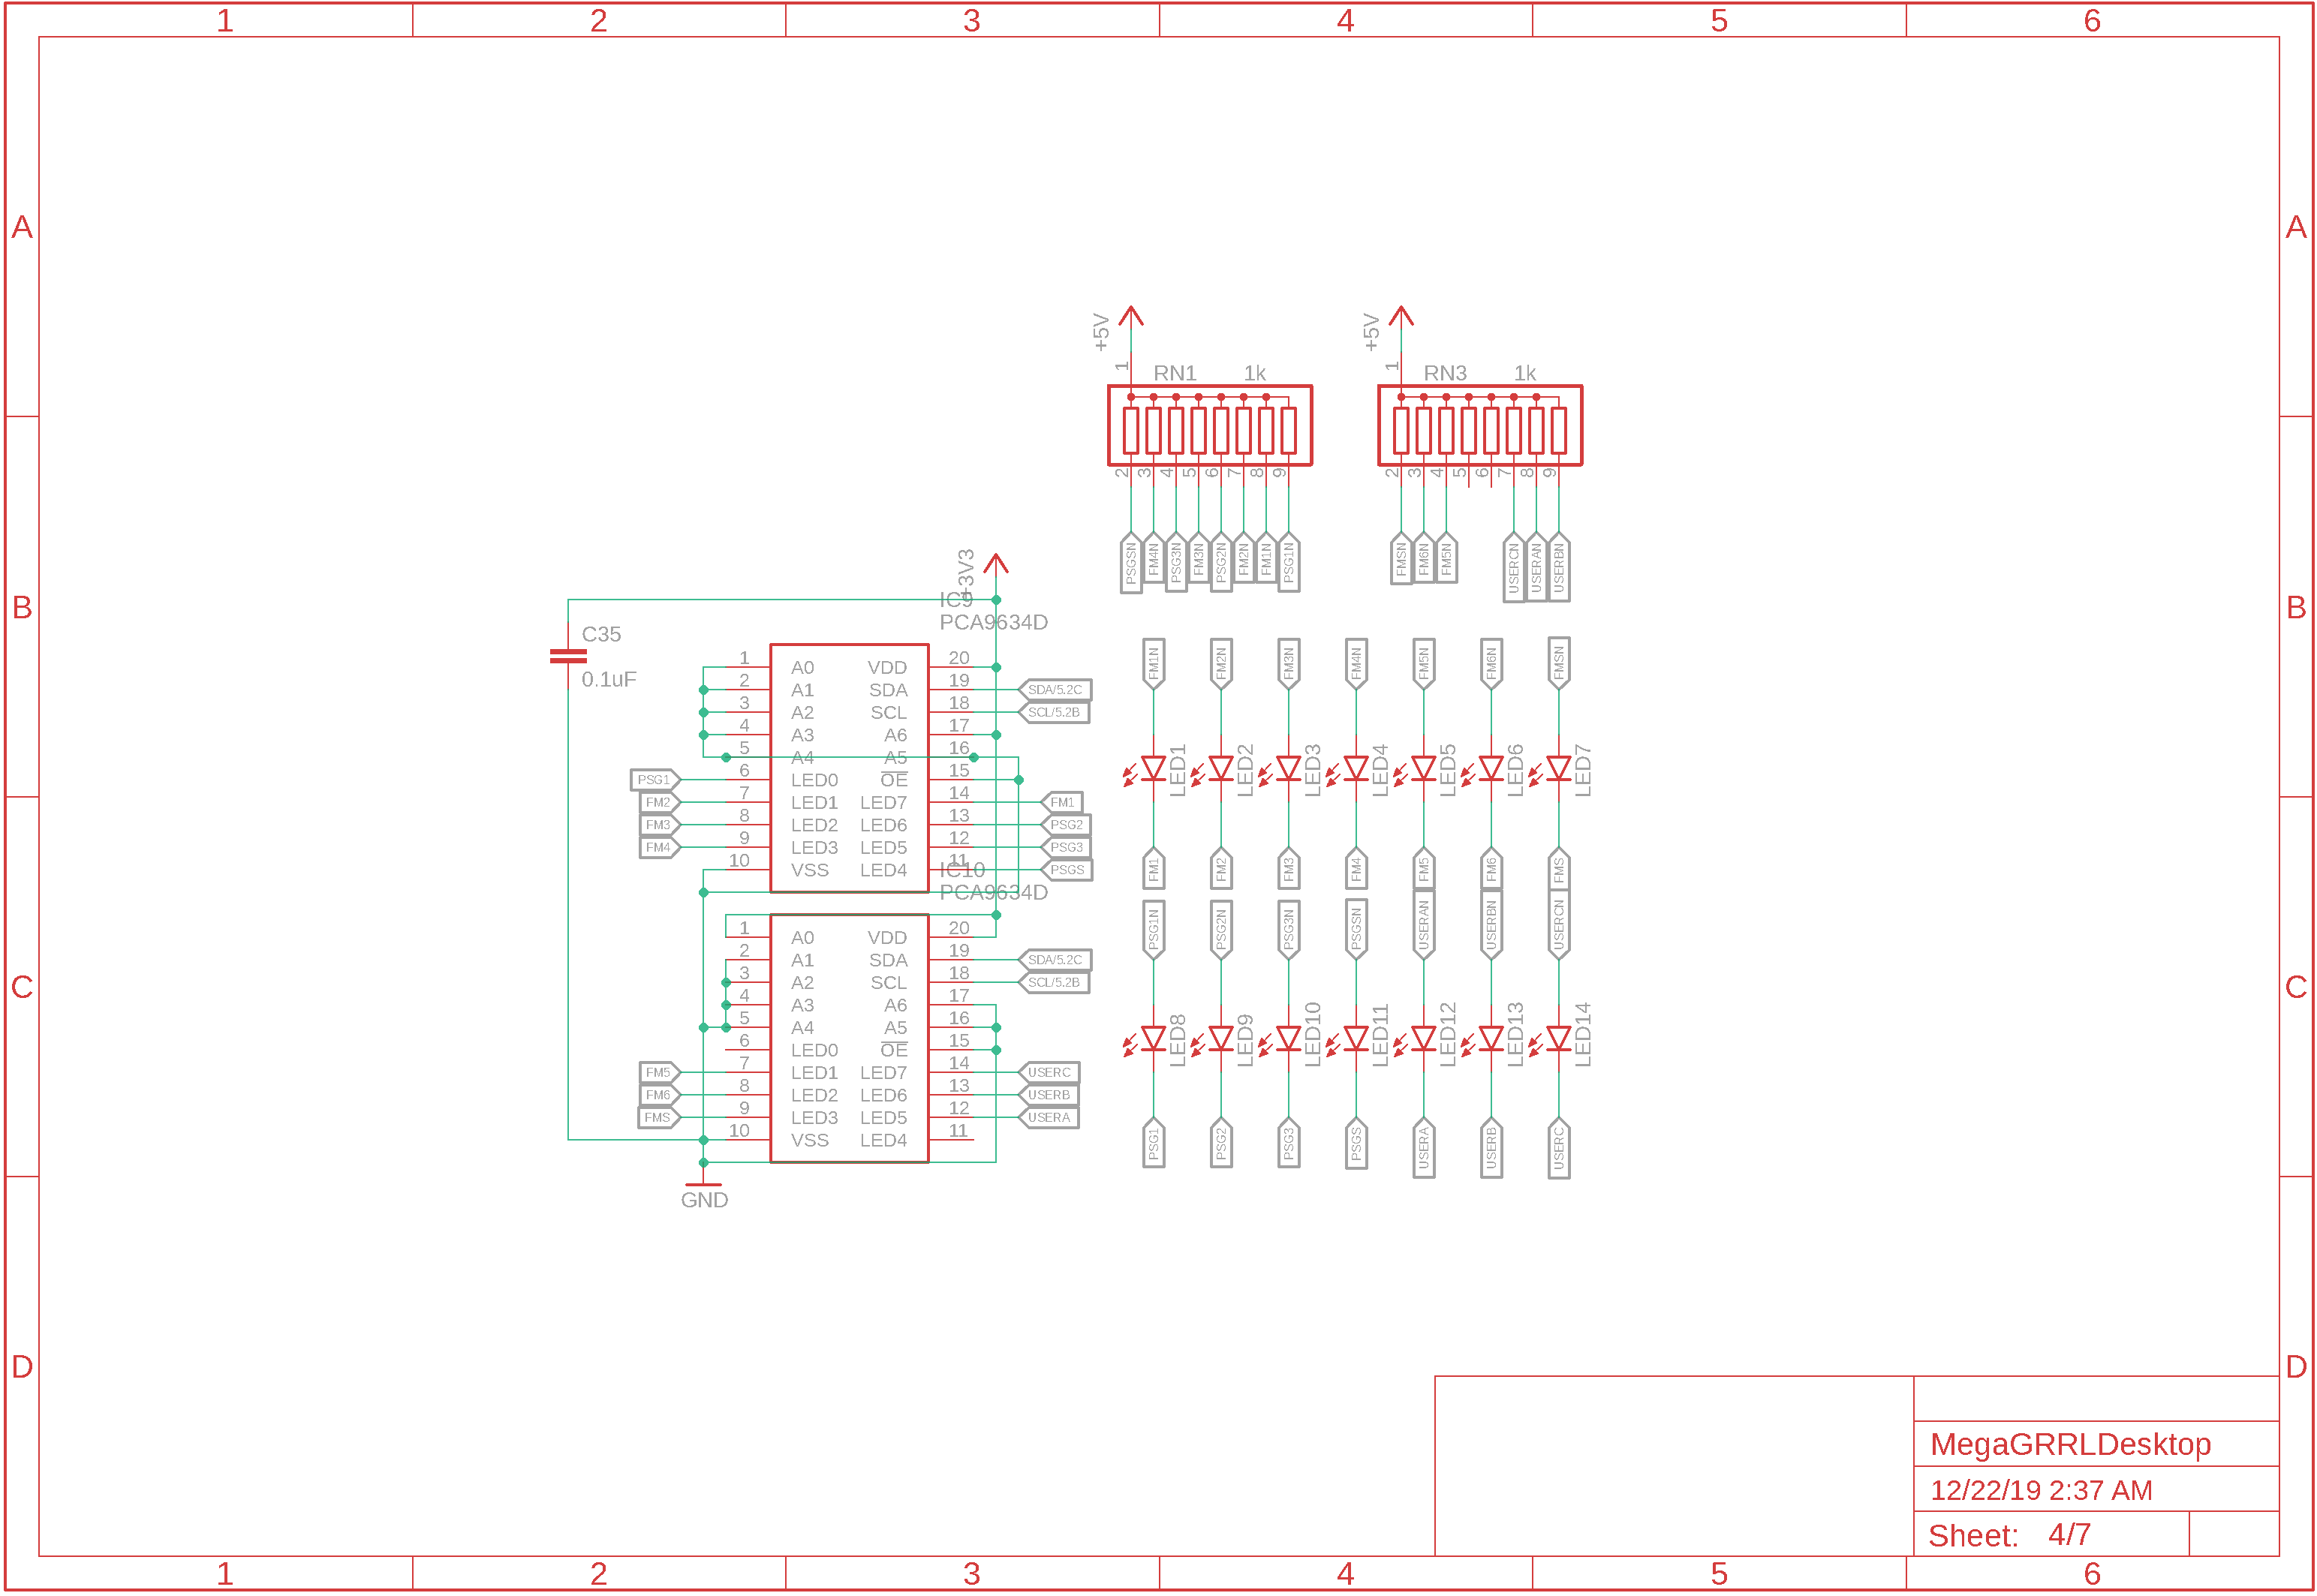 1 2 3 4 5 6
A A
+5V +5V
1 RN1 1k 1 RN3 1k
2 3 4 5 6 7 8 9 2 3 4 5 6 7 8 9
PSGSN FM4N PSG3N FM3N PSG2N FM2N FM1N PSG1N FMSN FM6N FM5N USERCN USERAN USERBN
+3V3
B B
IC9
PCA9634D
C35
0.1uF
FM1N FM2N FM3N FM4N FM5N FM6N FMSN
1 A0 VDD 20
2 A1 SDA 19 SDA/5.2C
3 A2 SCL 18 SCL/5.2B
4 A3 A6 17
5 A4 A5 16
PSG1 6 LED0 OE 15
FM2 7 LED1 LED7 14 FM1
FM3 8 LED2 LED6 13 PSG2
FM4 9 LED3 LED5 12 PSG3
10 VSS LED4 11 PSGS
LED1 LED2 LED3 LED4 LED5 LED6 LED7
FM1 FM2 FM3 FM4 FM5 FM6 FMS
IC10
PCA9634D
PSG1N PSG2N PSG3N PSGSN USERAN USERBN USERCN
C C
1 A0 VDD 20
2 A1 SDA 19 SDA/5.2C
3 A2 SCL 18 SCL/5.2B
4 A3 A6 17
5 A4 A5 16
6 LED0 OE 15
FM5 7 LED1 LED7 14 USERC
FM6 8 LED2 LED6 13 USERB
FMS 9 LED3 LED5 12 USERA
10 VSS LED4 11
LED8 LED9 LED10 LED11 LED12 LED13 LED14
PSG1 PSG2 PSG3 PSGS USERA USERB USERC
GND
D D
MegaGRRLDesktop
12/22/19 2:37 AM
Sheet: 4/7
1 2 3 4 5 6